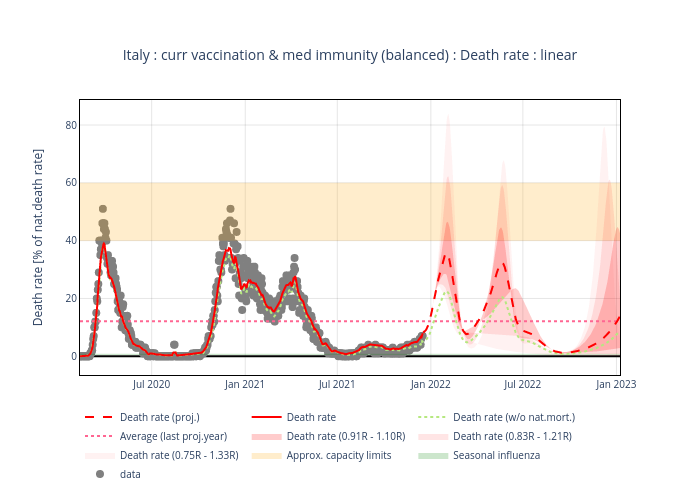 Italy : curr vaccination & med immunity (balanced) : Death rate : linear
Death rate [% of nat.death rate]
80
60
40
20
0
Jul 2020 Jan 2021 Jul 2021 Jan 2022 Jul 2022 Jan 2023
Death rate (proj.) Death rate Death rate (w/o nat.mort.)
Average (last proj.year) Death rate (0.91R - 1.10R) Death rate (0.83R - 1.21R)
Death rate (0.75R - 1.33R) Approx. capacity limits Seasonal influenza
data